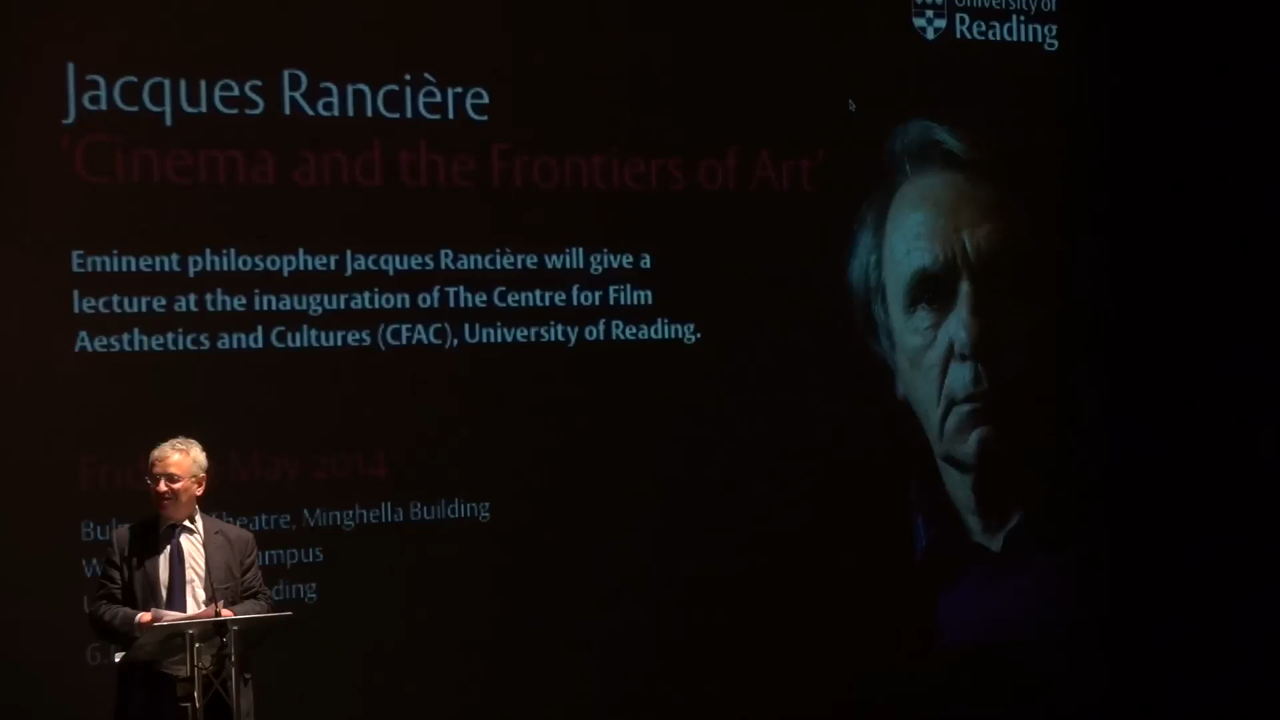 University of
Reading
Jacques Rancière
'Cinema and the Frontiers of Art'
Eminent philosopher Jacques Rancière will give a
lecture at the inauguration of The Centre for Film
Aesthetics and Cultures (CFAC), University of Reading.
May 2014
Theatre, Minghella Building